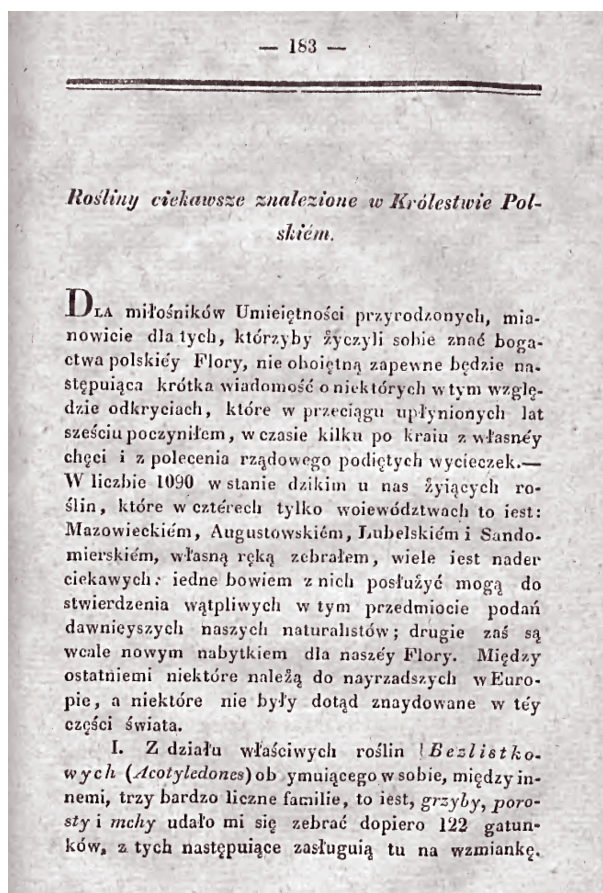 — 183 —
Rośliny ciekawsze znalezione w Królestwie Pol-
skiém.
DLA miłośników Umieiętności przyrodzonych, mia-
nowicie dla tych, którzyby życzyli sobie znać boga-
ctwa polskiéy Flory, nie oboiętną zapewne będzie na-
stępuiąca krótka wiadomość o niektórych w tym wzglę-
dzie odkryciach, które w przeciągu upłynionych lat
sześciu poczyniłem, w czasie kilku po kraiu z własnéy
chęci i z polecenia rządowego podiętych wycieczek.—
W liczbie 1090 w stanie dzikim u nas żyiących ro-
ślin, które w cztérech tylko woiewództwach to iest:
Mazowieckiém, Augustowskiém, Lubelskiém i Sando-
mierskiém, własną ręką zebrałem, wiele iest nader
ciekawych: iedne bowiem z nich posłużyć mogą do
stwierdzenia wątpliwych w tym przedmiocie podań
dawnieyszych naszych naturalistów; drugie zaś są
wcale nowym nabytkiem dla naszéy Flory. Między
ostatniemi niektóre należą do nayrzadszych w Euro-
pie, a niektóre nie były dotąd znaydowane w téy
części świata.
I. Z działu właściwych roślin (Bezlistko-
wych (Acotyledones) ob ymuiącego w sobie, między in-
nemi, trzy bardzo liczne familie, to iest, grzyby, poro-
sty i mchy udało mi się zebrać dopiero 122 gatun-
ków, z tych następuiące zasługuią tu na wzmiankę.